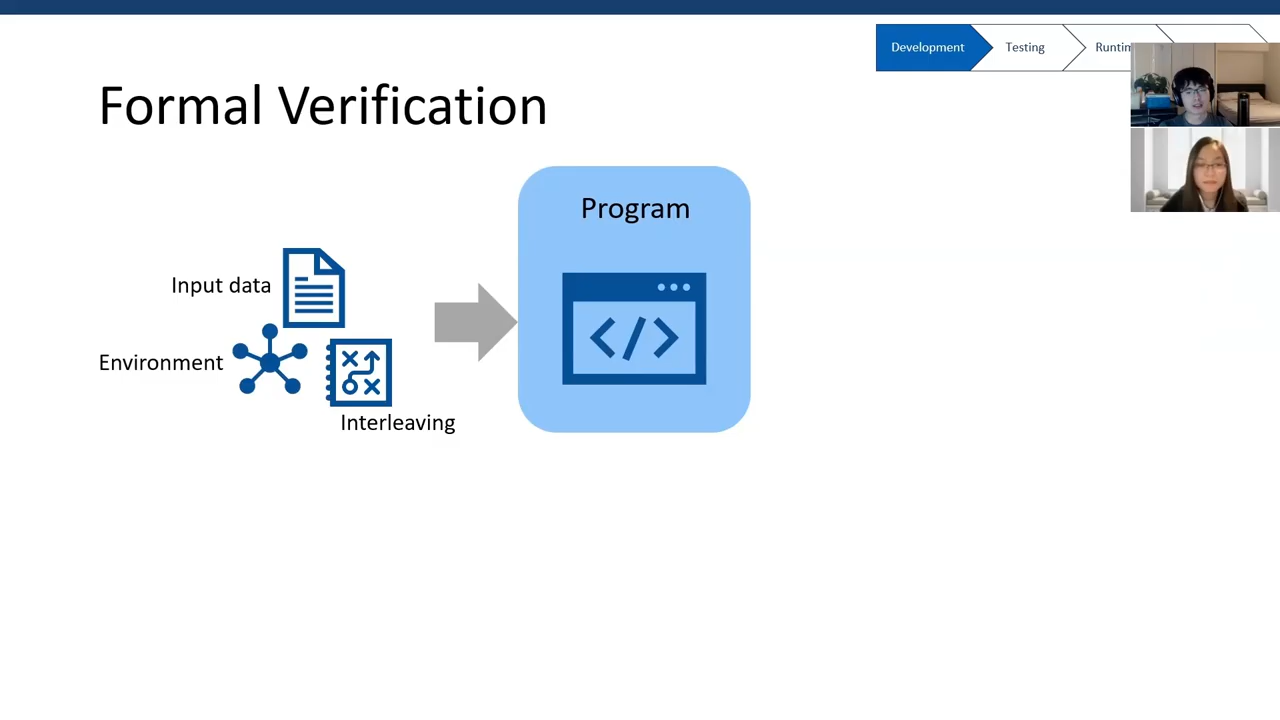 Development
Testing
Formal Verification
Program
Input data
Environment
Interleaving